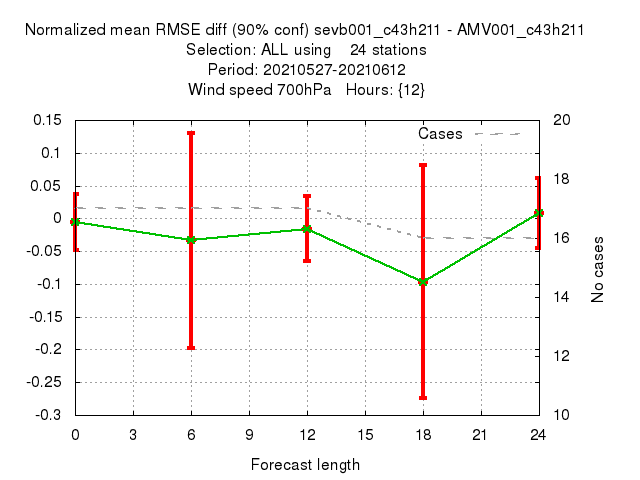 Normalized mean RMSE diff (90% conf) sevb001_c43h211 - AMV001_c43h211
Selection: ALL using    24 stations
Period: 20210527-20210612
Wind speed 700hPa   Hours: {12}
Cases
0.15
0.1
0.05
0
-0.05
-0.1
-0.15
-0.2
-0.25
-0.3
20
18
16
14
12
10
No cases
0 3 6 9 12 15 18 21 24
Forecast length